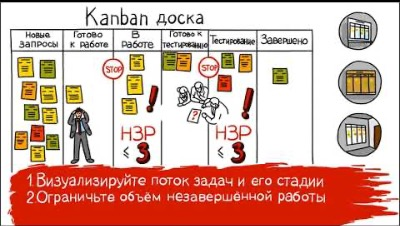 Kanban доска
Новые запросы
Готово к работе
В работе
Готово к тестированию
Тестирование
Завершено
STOP
STOP
!
!
?
НЗР
≤ 3
НЗР
≤ 3
1 Визуализируйте поток задач и его стадии
2 Ограничьте объём незавершённой работы